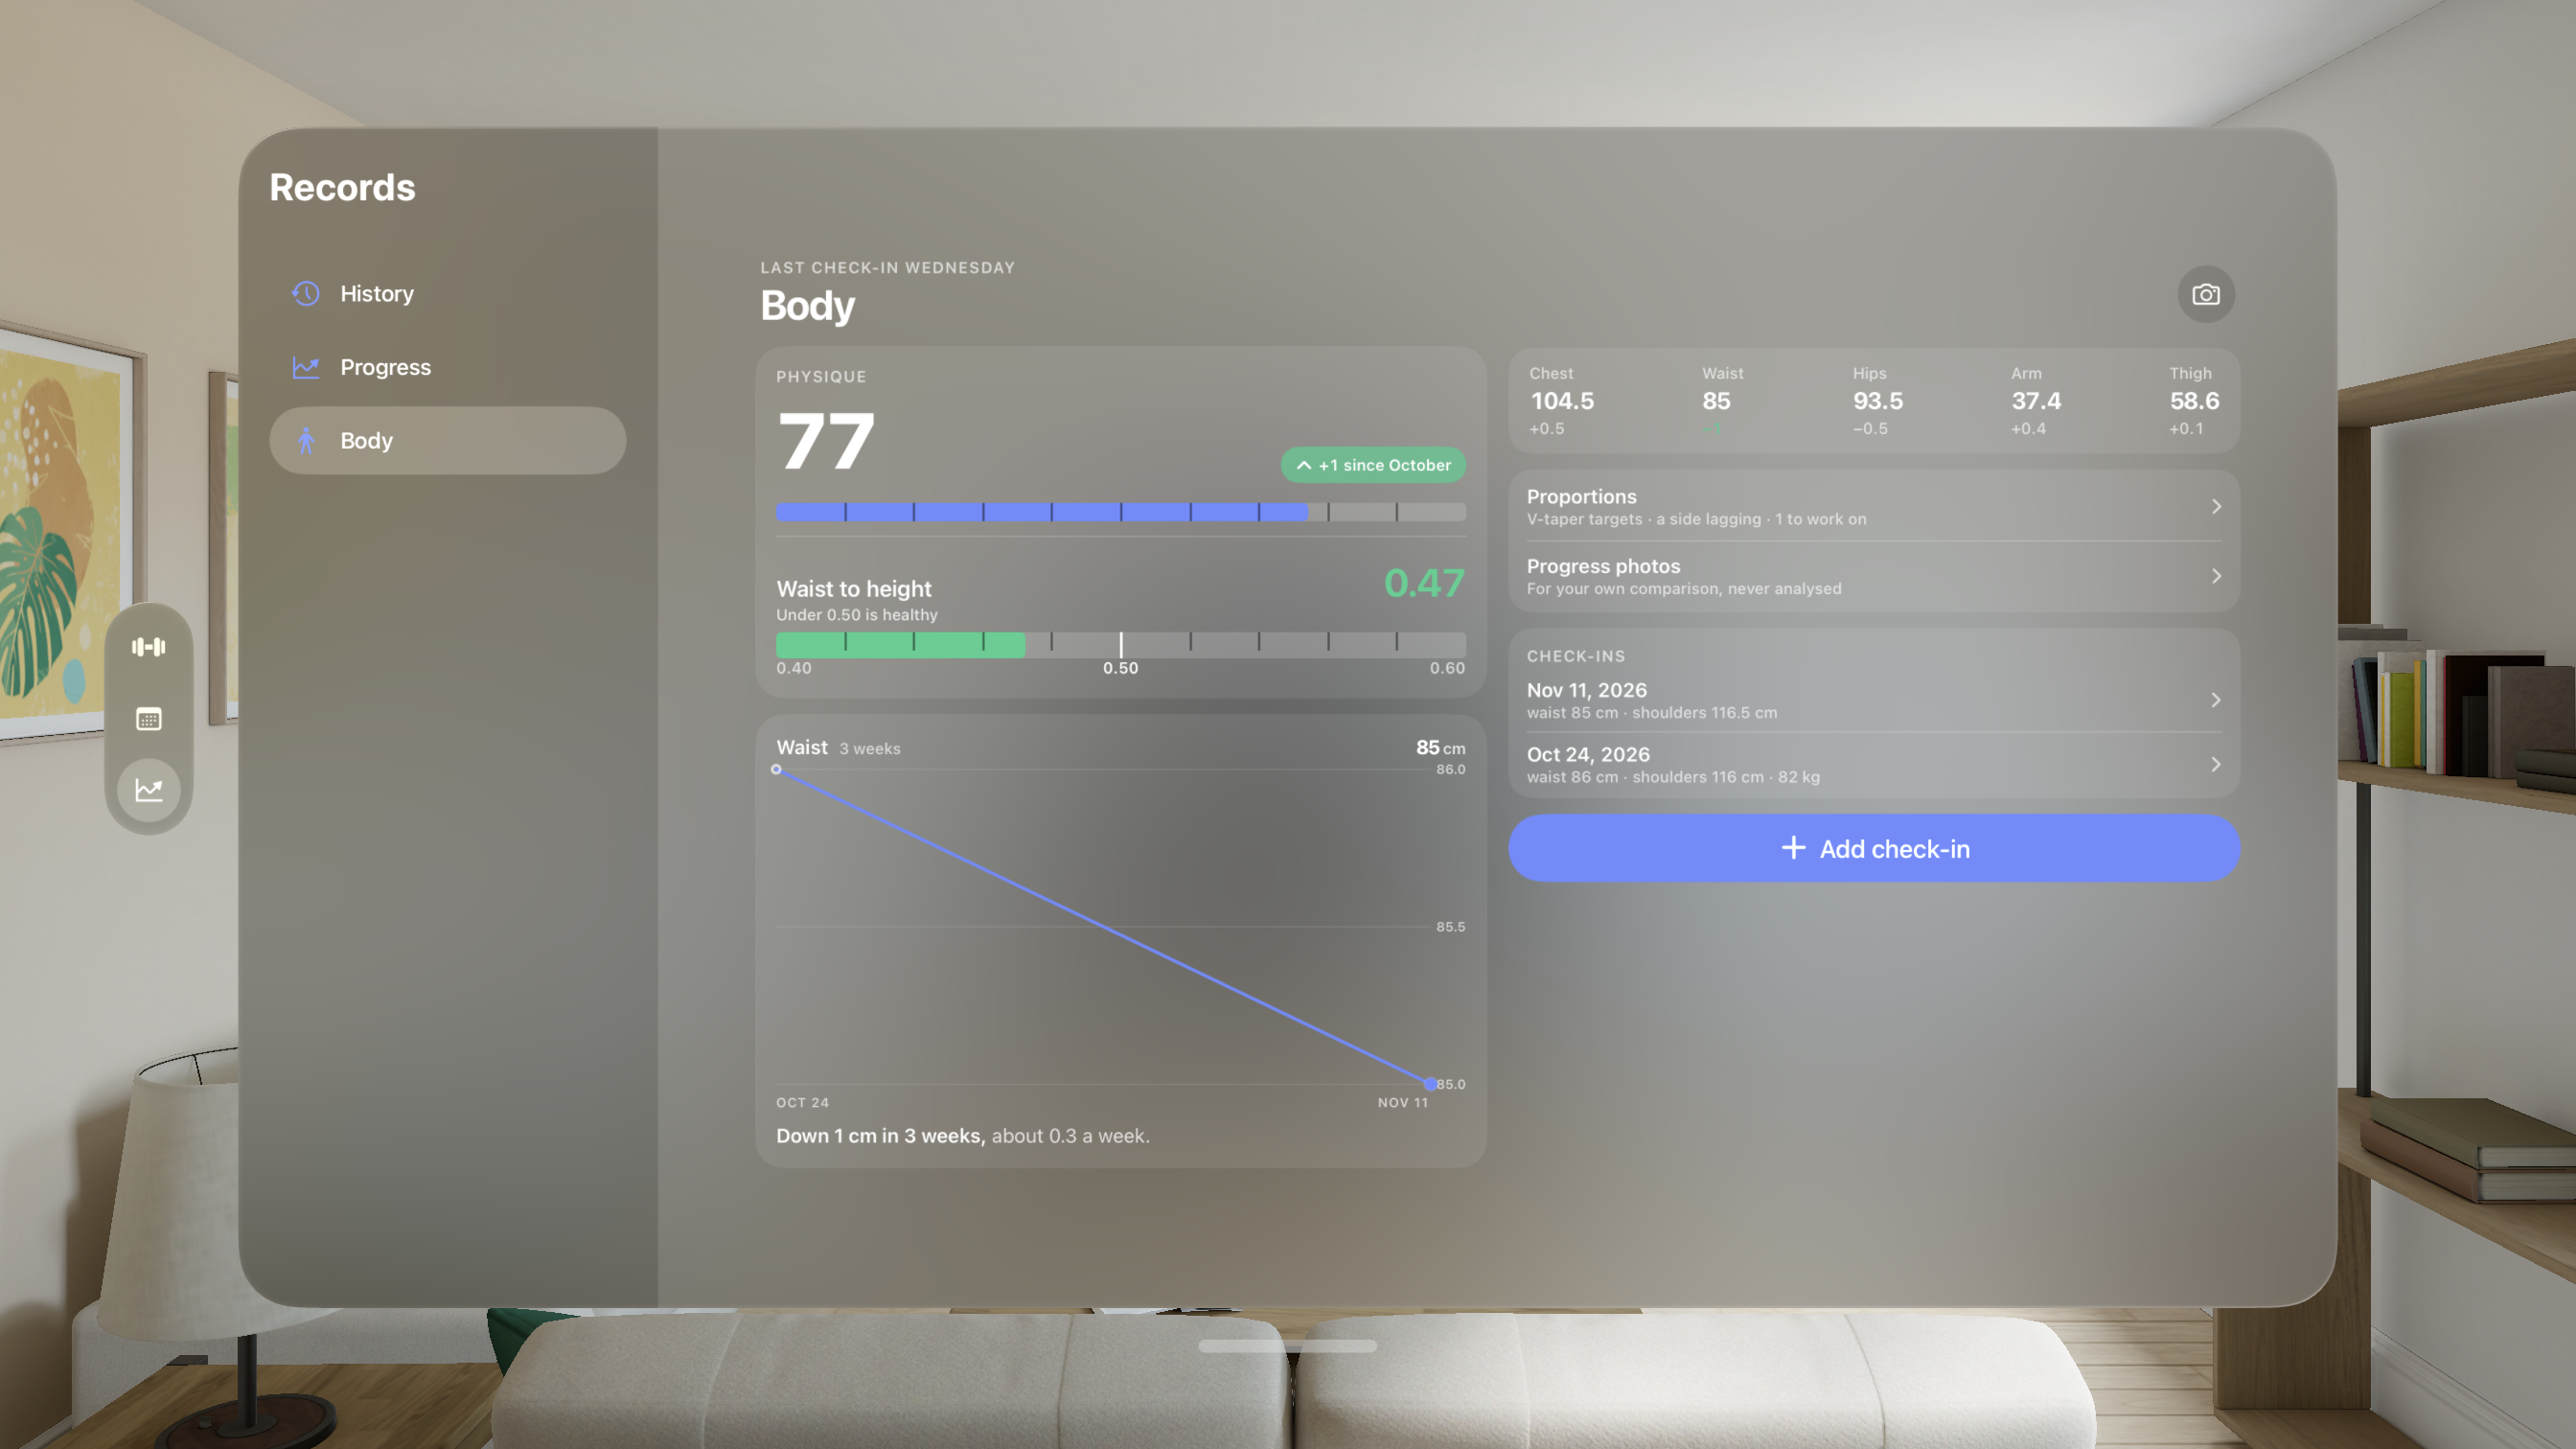 Records
History
Progress
Body
LAST CHECK-IN WEDNESDAY
Body
PHYSIQUE
77
+1 since October
Waist to height
0.47
Under 0.50 is healthy
0.40 0.50 0.60
Waist 3 weeks
85 cm
86.0
85.5
85.0
OCT 24 NOV 11
Down 1 cm in 3 weeks, about 0.3 a week.
Chest Waist Hips Arm Thigh
104.5 85 93.5 37.4 58.6
+0.5 −1 −0.5 +0.4 +0.1
Proportions
V-taper targets · a side lagging · 1 to work on
Progress photos
For your own comparison, never analysed
CHECK-INS
Nov 11, 2026
waist 85 cm · shoulders 116.5 cm
Oct 24, 2026
waist 86 cm · shoulders 116 cm · 82 kg
Add check-in